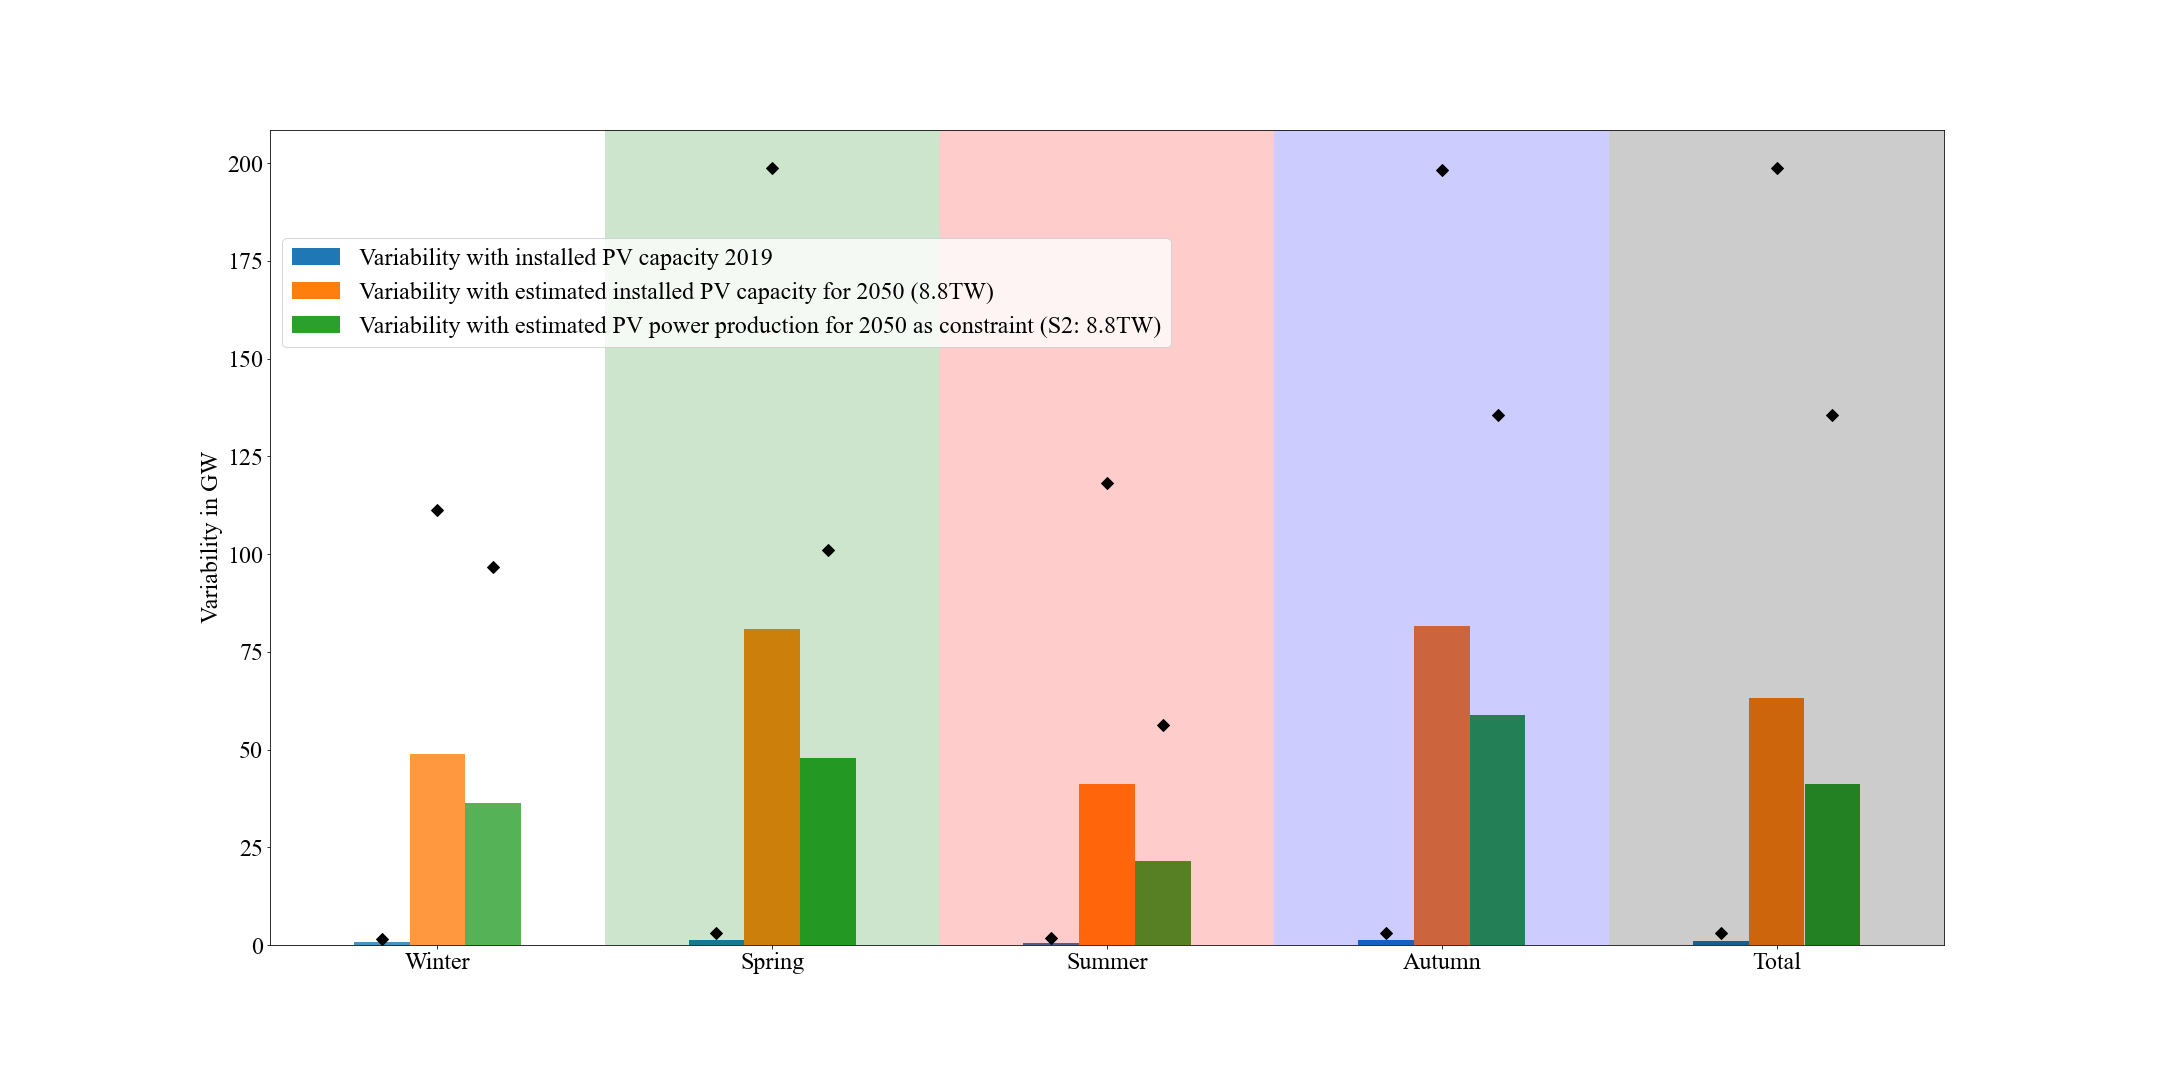 200
175
150
125
100
75
50
25
0
Variability in GW
Variability with installed PV capacity 2019
Variability with estimated installed PV capacity for 2050 (8.8TW)
Variability with estimated PV power production for 2050 as constraint (S2: 8.8TW)
Winter
Spring
Summer
Autumn
Total